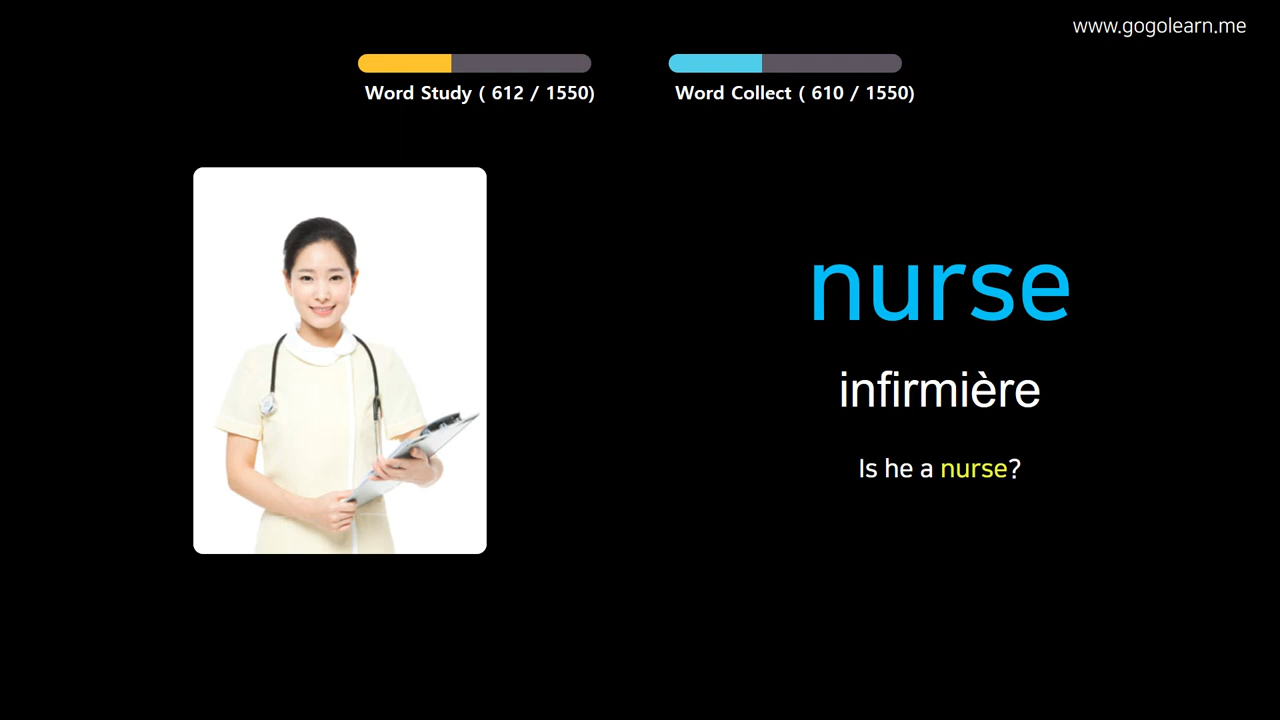 www.gogolearn.me
Word Study ( 612 / 1550)
Word Collect ( 610 / 1550)
nurse
infirmière
Is he a nurse?